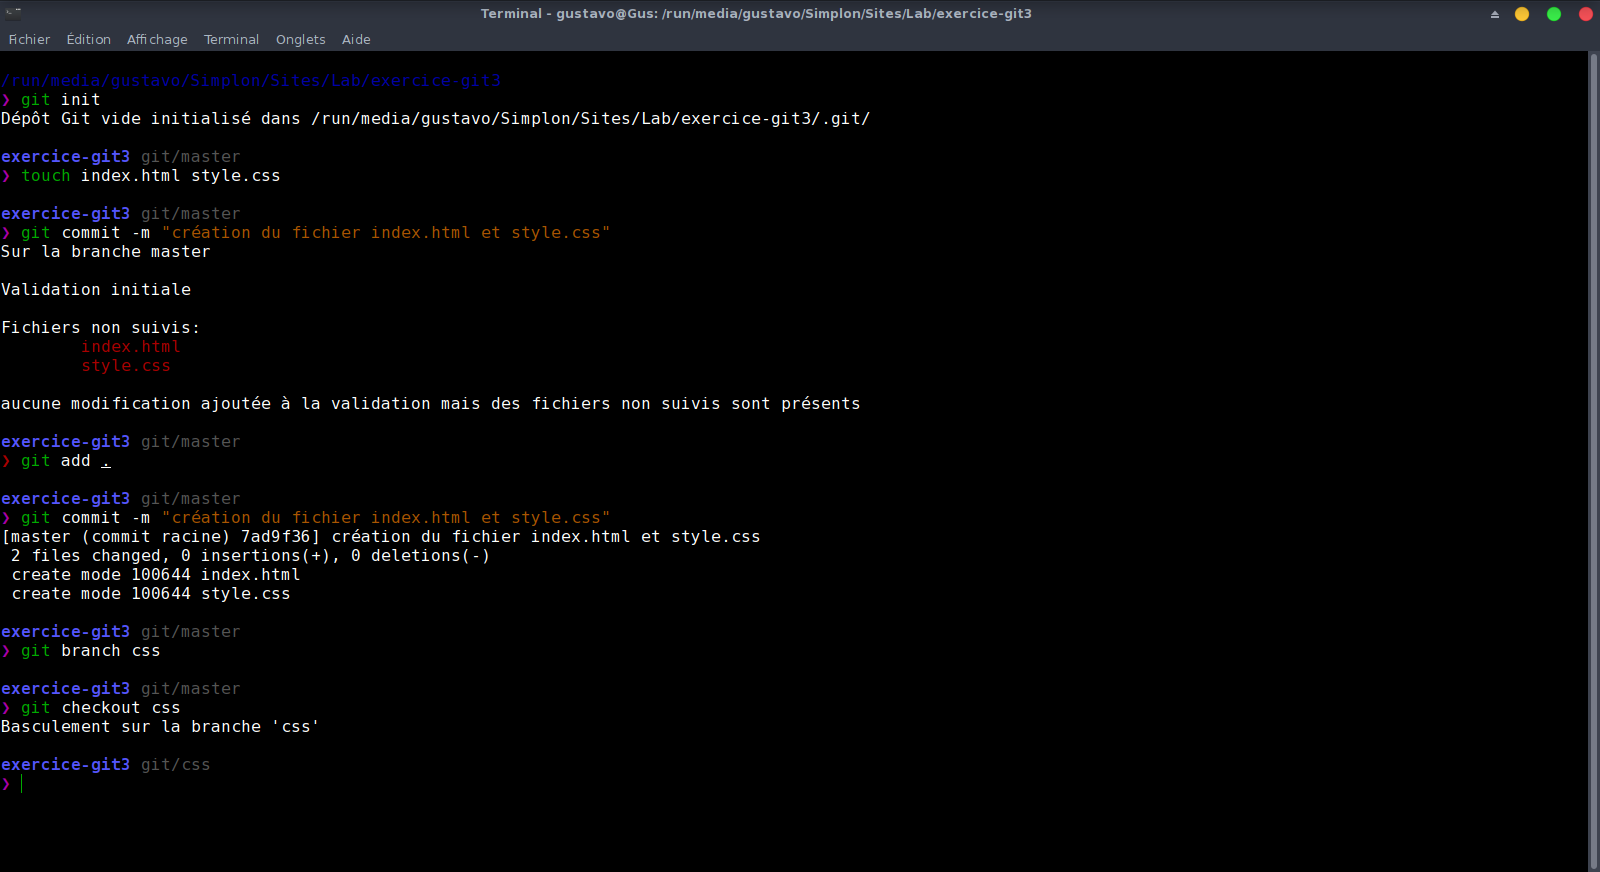 Terminal - gustavo@Gus: /run/media/gustavo/Simplon/Sites/Lab/exercice-git3
Fichier Édition Affichage Terminal Onglets Aide
/run/media/gustavo/Simplon/Sites/Lab/exercice-git3
❯ git init
Dépôt Git vide initialisé dans /run/media/gustavo/Simplon/Sites/Lab/exercice-git3/.git/
exercice-git3 git/master
❯ touch index.html style.css
exercice-git3 git/master
❯ git commit -m "création du fichier index.html et style.css"
Sur la branche master
Validation initiale
Fichiers non suivis:
index.html
style.css
aucune modification ajoutée à la validation mais des fichiers non suivis sont présents
exercice-git3 git/master
❯ git add .
exercice-git3 git/master
❯ git commit -m "création du fichier index.html et style.css"
[master (commit racine) 7ad9f36] création du fichier index.html et style.css
2 files changed, 0 insertions(+), 0 deletions(-)
create mode 100644 index.html
create mode 100644 style.css
exercice-git3 git/master
❯ git branch css
exercice-git3 git/master
❯ git checkout css
Basculement sur la branche 'css'
exercice-git3 git/css
❯